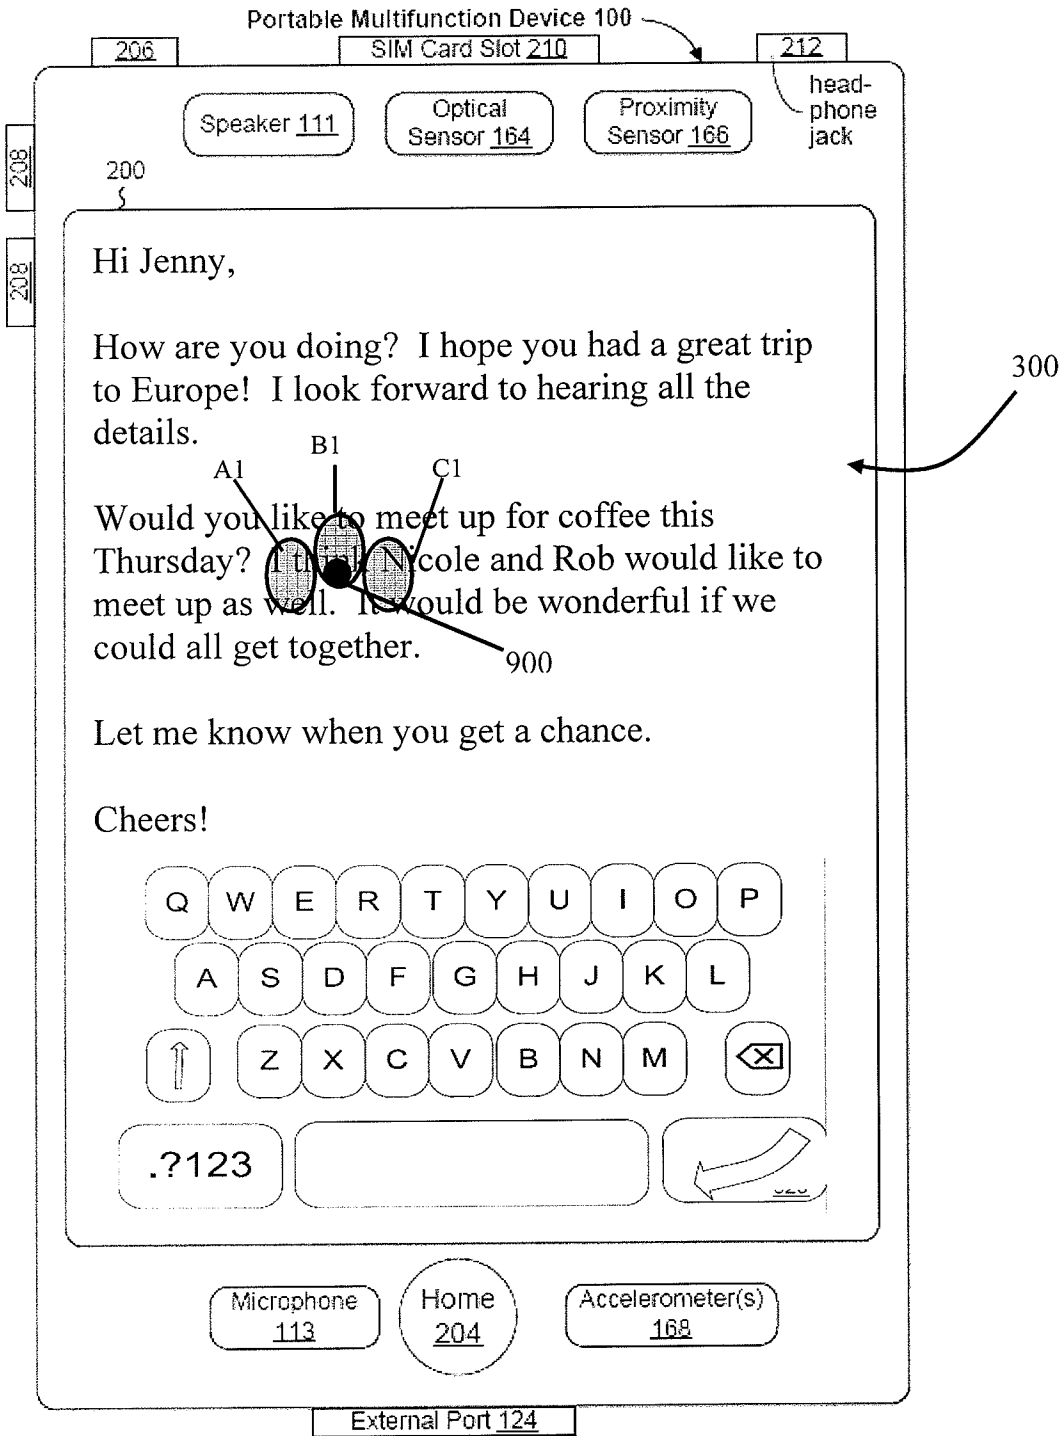 Portable Multifunction Device 100
206
SIM Card Slot 210
212
head-
phone
jack
Speaker 111
Optical
Sensor 164
Proximity
Sensor 166
208
200
208
Hi Jenny,
How are you doing? I hope you had a great trip
to Europe! I look forward to hearing all the
details.
300
A1
B1
C1
Would you like to meet up for coffee this
Thursday? I think Nicole and Rob would like to
meet up as well. It would be wonderful if we
could all get together.
900
Let me know when you get a chance.
Cheers!
Q W E R T Y U I O P
A S D F G H J K L
Z X C V B N M
.?123
Microphone
113
Home
204
Accelerometer(s)
168
External Port 124